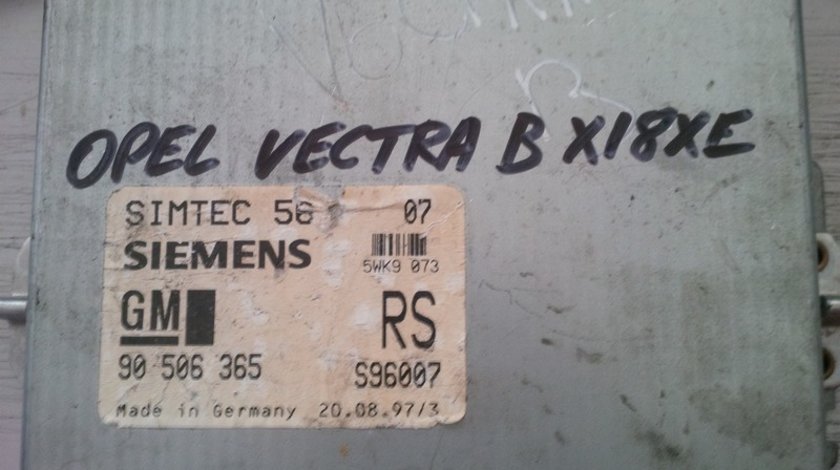 OPEL VECTRA B X18XE
SIMTEC 56 07
SIEMENS
5WK9 073
GM RS
90 506 365 S96007
Made in Germany 20.08.97/3